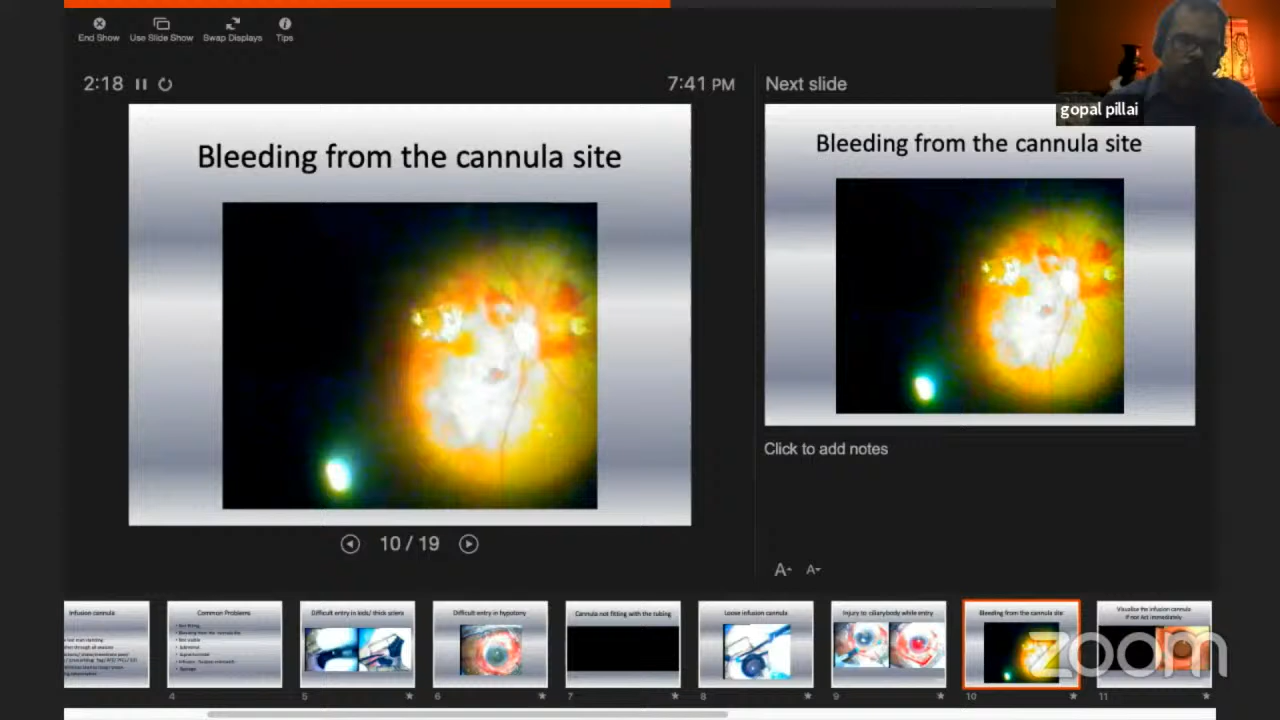 End Show
Use Slide Show
Swap Displays
Tips
2:18
7:41 PM
Next slide
gopal pillai
Bleeding from the cannula site
Bleeding from the cannula site
Click to add notes
10 / 19
A
A
Infusion cannula
Common Problems
Difficult entry in kids/ thick sclera
Difficult entry in hypotony
Cannula not fitting with the tubing
Loose infusion cannula
Injury to ciliarybody while entry
Bleeding from the cannula site
Visualise the infusion cannula
If not Act immediately
4
5
6
7
8
9
10
11
zoom